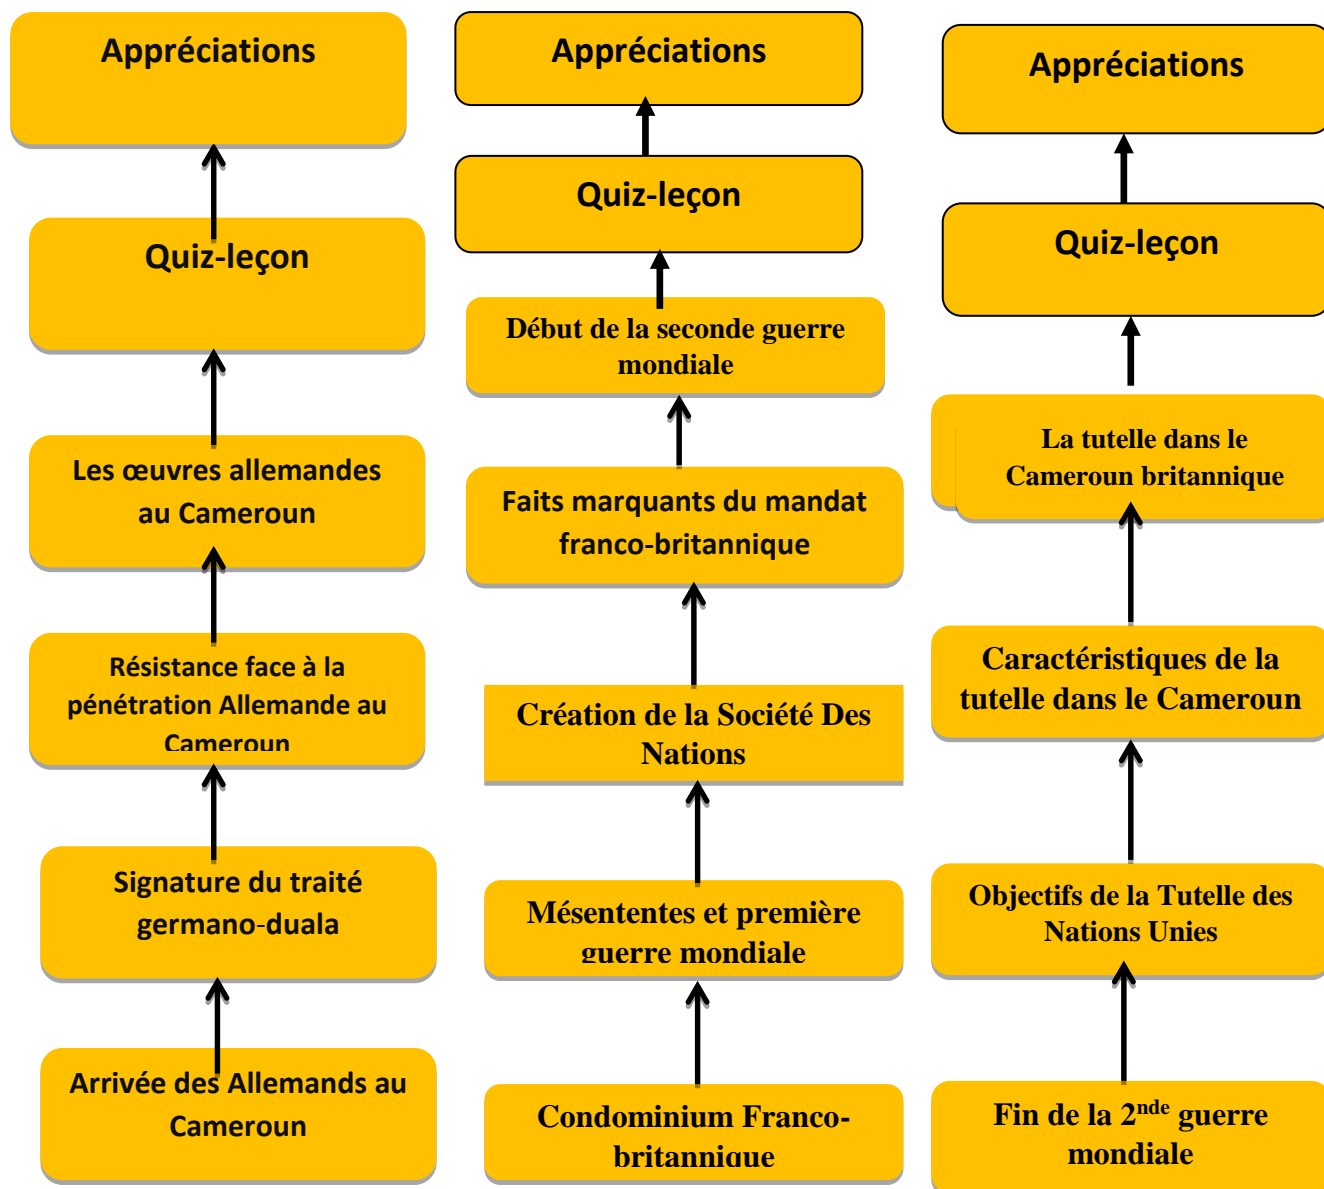 Appréciations
Quiz-leçon
Les œuvres allemandes
au Cameroun
Résistance face à la
pénétration Allemande au
Cameroun
Signature du traité
germano-duala
Arrivée des Allemands au
Cameroun
Appréciations
Quiz-leçon
Début de la seconde guerre
mondiale
Faits marquants du mandat
franco-britannique
Création de la Société Des
Nations
Mésententes et première
guerre mondiale
Condominium Franco-
britannique
Appréciations
Quiz-leçon
La tutelle dans le
Cameroun britannique
Caractéristiques de la
tutelle dans le Cameroun
Objectifs de la Tutelle des
Nations Unies
Fin de la 2nde guerre
mondiale